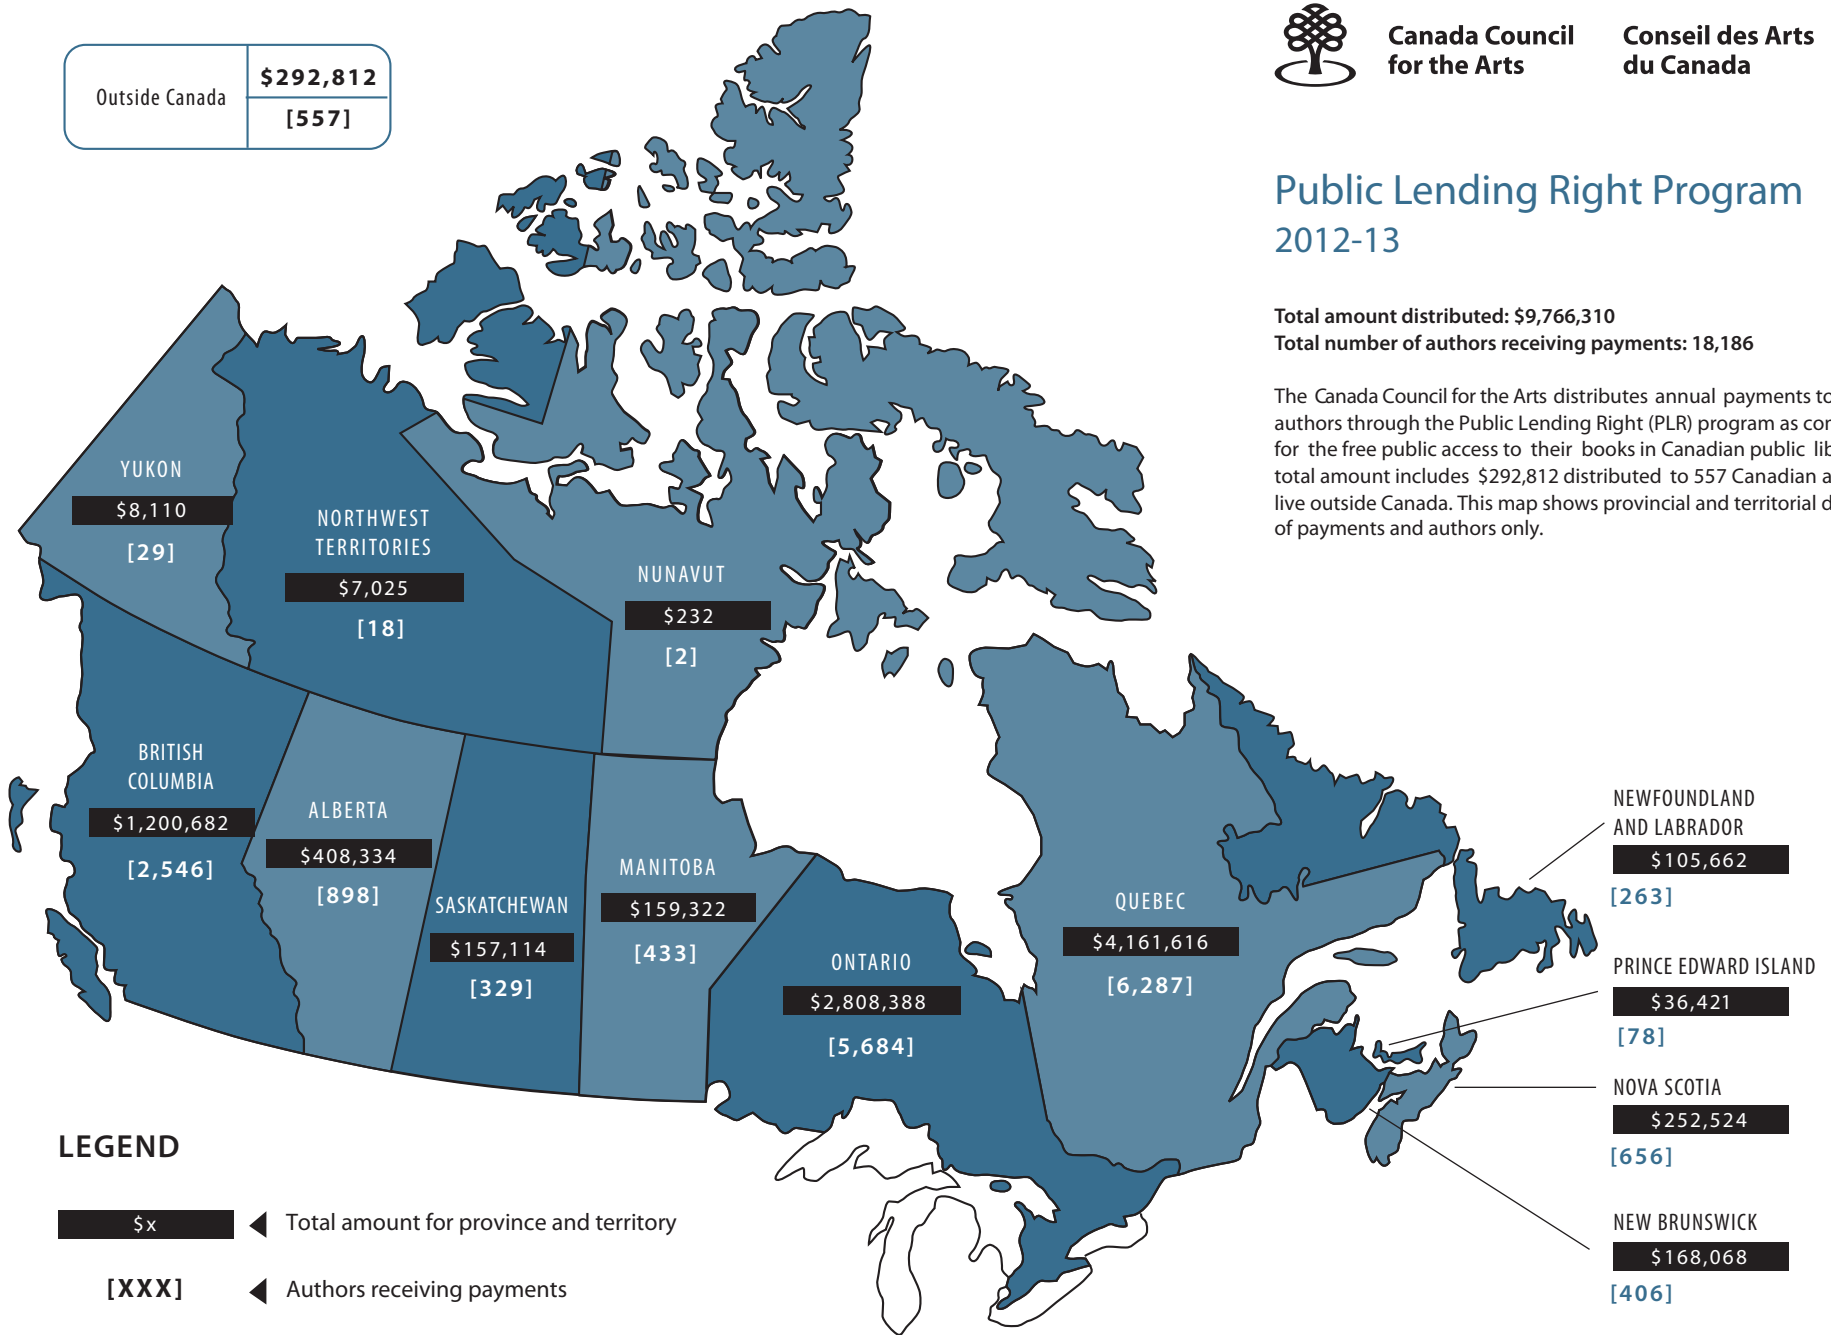 Outside Canada
$292,812
[557]
Canada Council
for the Arts
Conseil des Arts
du Canada
Public Lending Right Program
2012-13
Total amount distributed: $9,766,310
Total number of authors receiving payments: 18,186
The Canada Council for the Arts distributes annual payments to
authors through the Public Lending Right (PLR) program as
for the free public access to their books in Canadian public
total amount includes $292,812 distributed to 557 Canadian
live outside Canada. This map shows provincial and territorial
of payments and authors only.
YUKON
$8,110
[29]
NORTHWEST
TERRITORIES
$7,025
[18]
NUNAVUT
$232
[2]
BRITISH
COLUMBIA
$1,200,682
[2,546]
ALBERTA
$408,334
[898]
SASKATCHEWAN
$157,114
[329]
MANITOBA
$159,322
[433]
ONTARIO
$2,808,388
[5,684]
QUEBEC
$4,161,616
[6,287]
NEWFOUNDLAND
AND LABRADOR
$105,662
[263]
PRINCE EDWARD ISLAND
$36,421
[78]
NOVA SCOTIA
$252,524
[656]
NEW BRUNSWICK
$168,068
[406]
LEGEND
$x
Total amount for province and territory
[XXX]
Authors receiving payments